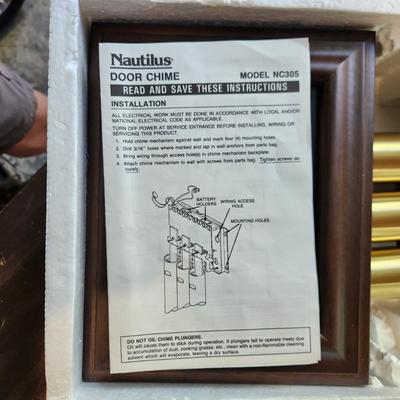 Nautilus®
DOOR CHIME MODEL NC305
READ AND SAVE THESE INSTRUCTIONS
INSTALLATION
ALL ELECTRICAL WORK MUST BE DONE IN ACCORDANCE WITH LOCAL AND/OR
NATIONAL ELECTRICAL CODE AS APPLICABLE.
TURN OFF POWER AT SERVICE ENTRANCE BEFORE INSTALLING, WIRING OR
SERVICING THIS PRODUCT.
1. Hold chime mechanism against wall and mark four (4) mounting holes.
2. Drill 3/16" holes where marked and tap in wall anchors from parts bag.
3. Bring wiring through access hole(s) in chime mechanism backplate.
4. Attach chime mechanism to wall with screws from parts bag. Tighten screws se-
curely.
BATTERY
HOLDERS
WIRING ACCESS
HOLE
MOUNTING HOLES
DO NOT OIL CHIME PLUNGERS.
Oil will cause them to stick during operation. If plungers fail to operate freely due
to accumulation of dust, cooking grease, etc., clean with a non-flammable cleaning
solvent which will evaporate, leaving a dry surface.